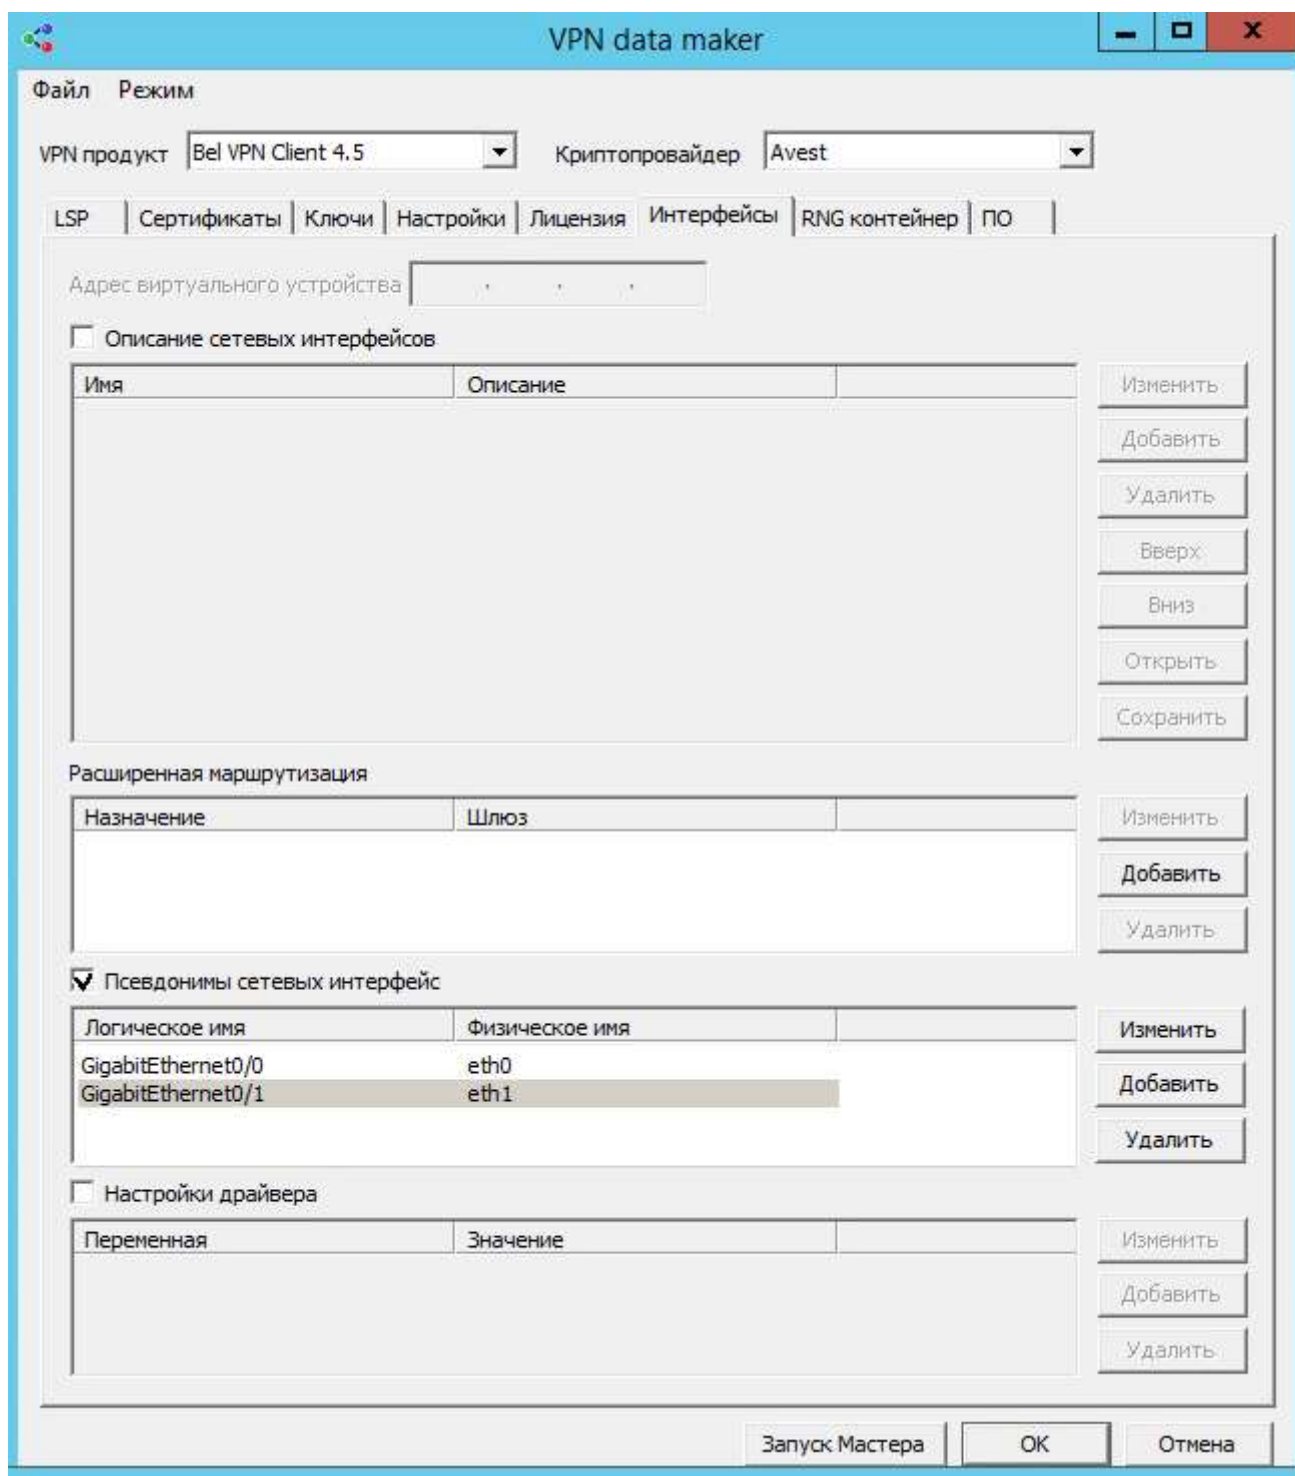 VPN data maker
Файл Режим
VPN продукт Bel VPN Client 4.5 Криптопровайдер Avest
LSP Сертификаты Ключи Настройки Лицензия Интерфейсы RNG контейнер ПО
Адрес виртуального устройства . . .
Описание сетевых интерфейсов
Имя Описание
Изменить
Добавить
Удалить
Вверх
Вниз
Открыть
Сохранить
Расширенная маршрутизация
Назначение Шлюз
Изменить
Добавить
Удалить
Псевдонимы сетевых интерфейс
Логическое имя Физическое имя
GigabitEthernet0/0 eth0
GigabitEthernet0/1 eth1
Изменить
Добавить
Удалить
Настройки драйвера
Переменная Значение
Изменить
Добавить
Удалить
Запуск Мастера OK Отмена